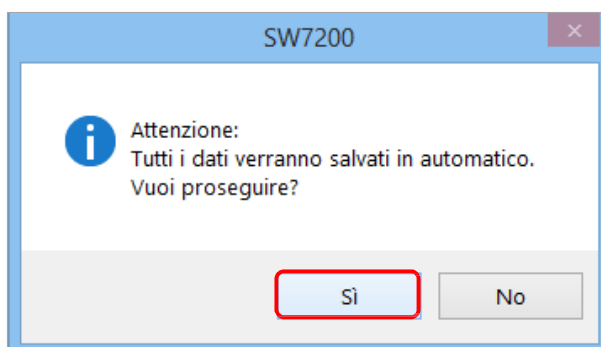 SW7200
Attenzione:
Tutti i dati verranno salvati in automatico.
Vuoi proseguire?
Sì
No